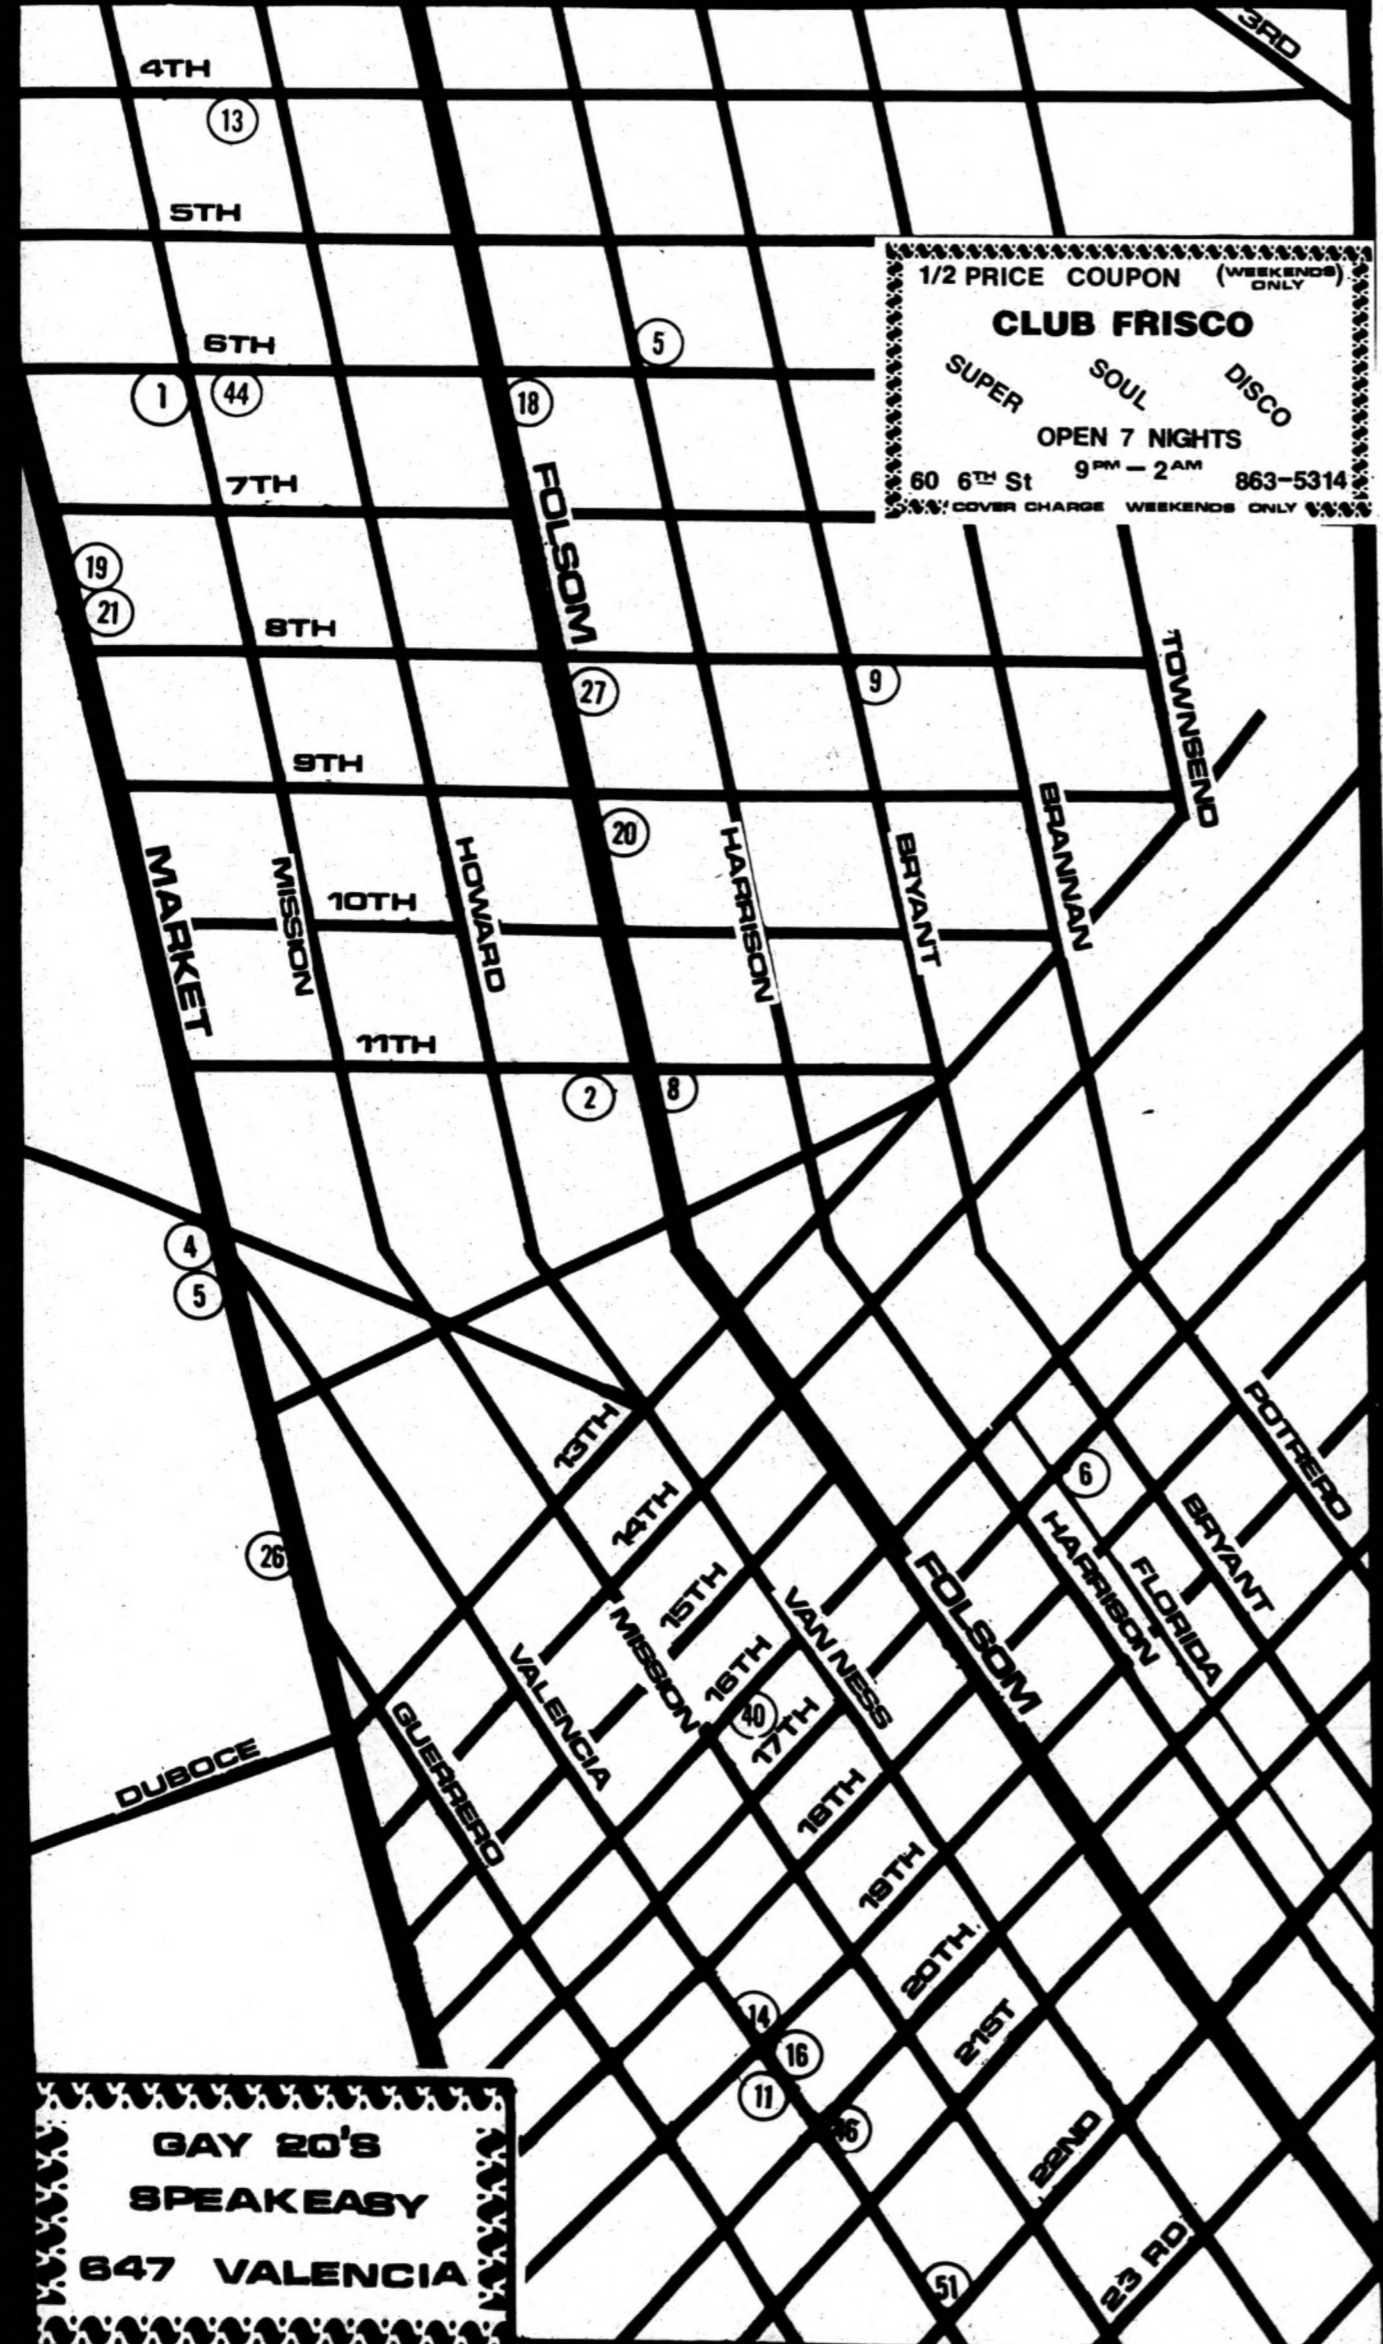 3RD
4TH
13
5TH
1/2 PRICE COUPON (WEEKENDS ONLY)
CLUB FRISCO
SUPER SOUL DISCO
OPEN 7 NIGHTS
9PM — 2AM
60 6TH St 863-5314
COVER CHARGE WEEKENDS ONLY
6TH
5
1
44
18
7TH
FOLSOM
19
21
8TH
27
9
TOWNSEND
9TH
20
MARKET
MISSION
HOWARD
HARRISON
BRYANT
BRANNAN
10TH
11TH
2
8
4
5
13TH
POTRERO
6
14TH
BRYANT
26
HARRISON
FLORIDA
FOLSOM
15TH
VAN NESS
MISSION
16TH
VALENCIA
40
17TH
GUERRERO
DUBOCE
18TH
19TH
20TH
14
21ST
16
11
22ND
51
23 RD
GAY 20'S
SPEAKEASY
647 VALENCIA